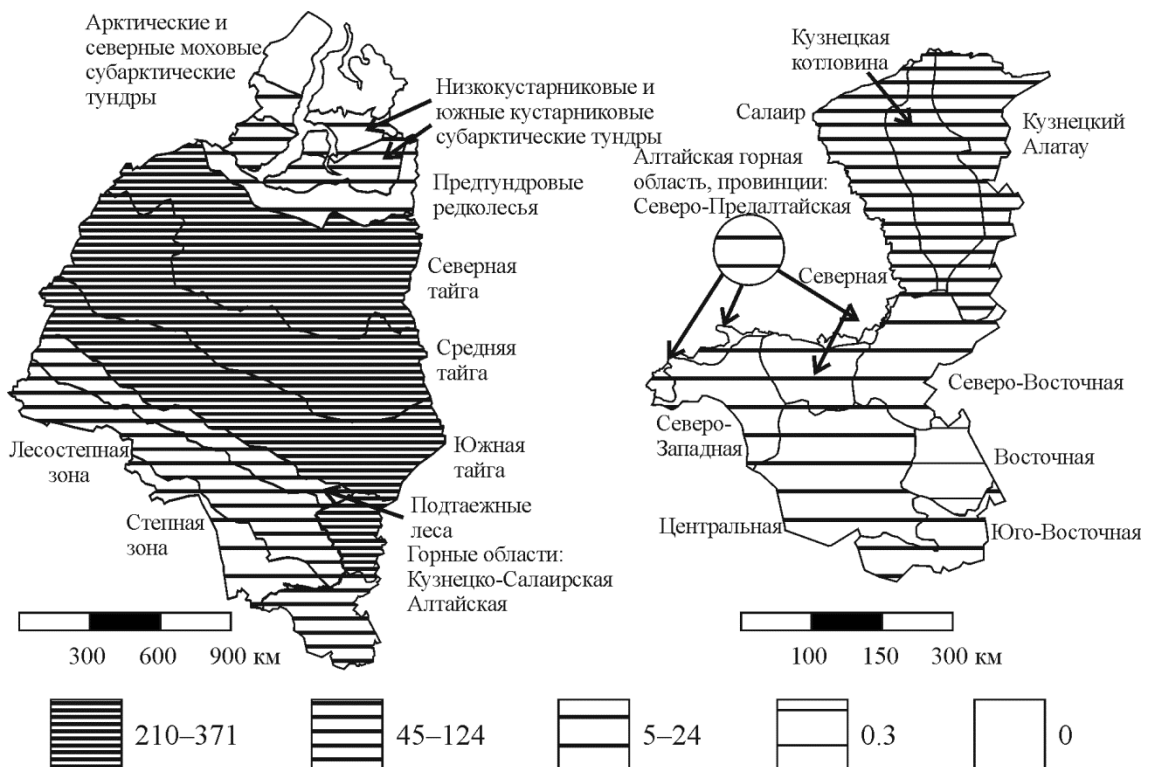 Арктические и
северные моховые
субарктические
тундры
Низкокустарниковые и
южные кустарниковые
субарктические тундры
Предтундровые
редколесья
Северная
тайга
Средняя
тайга
Южная
тайга
Лесостепная
зона
Степная
зона
Подтаежные
леса
Горные области:
Кузнецко-Салаирская
Алтайская
300 600 900 км
Кузнецкая
котловина
Салаир
Кузнецкий
Алатау
Алтайская горная
область, провинции:
Северо-Предалтайская
Северная
Северо-Восточная
Северо-
Западная
Восточная
Центральная
Юго-Восточная
100 150 300 км
210–371
45–124
5–24
0.3
0